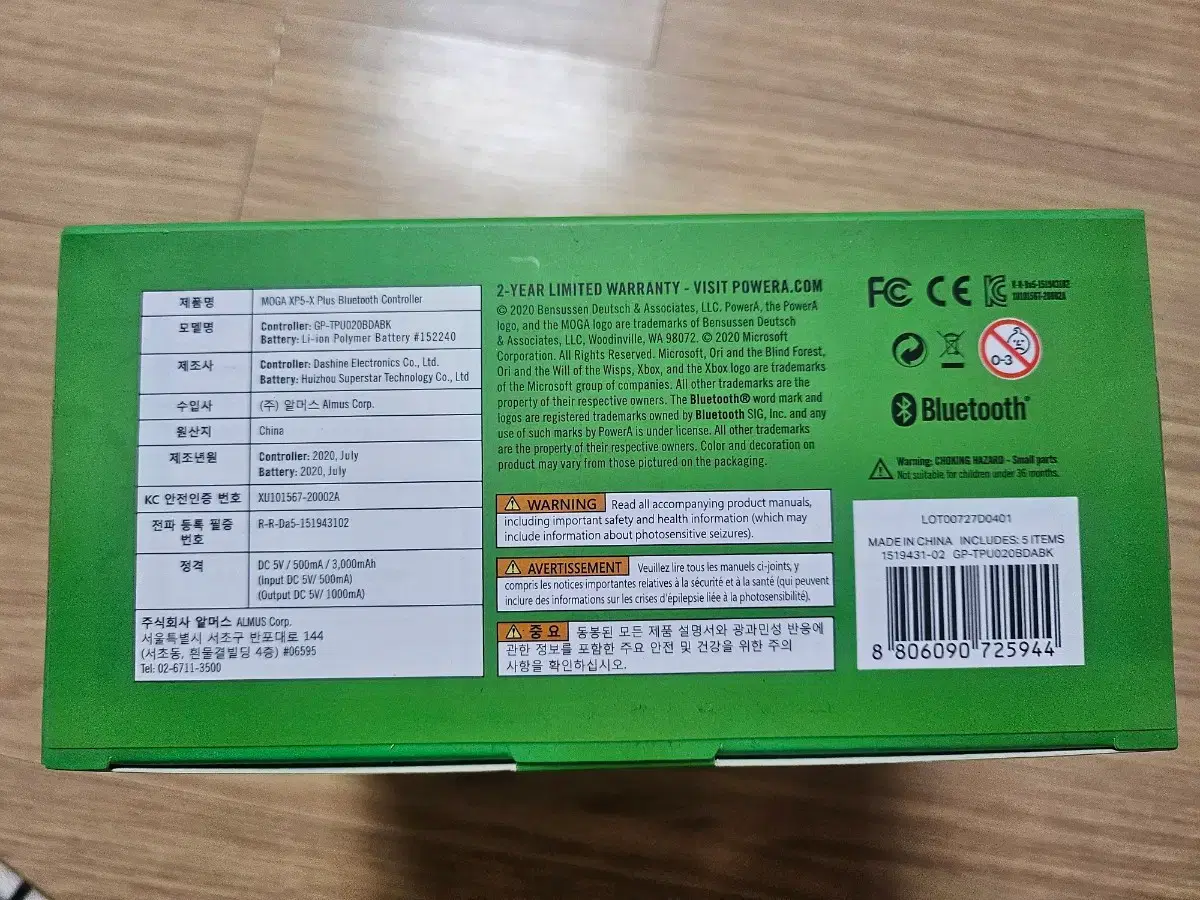 제품명 MOGA XP5-X Plus Bluetooth Controller
모델명 Controller: GP-TPU020BDABK
Battery: Li-ion Polymer Battery #152240
제조사 Controller: Dashine Electronics Co., Ltd.
Battery: Huizhou Superstar Technology Co., Ltd
수입사 (주) 알머스 Almus Corp.
원산지 China
제조년원 Controller: 2020, July
Battery: 2020, July
KC 안전인증 번호 XU101567-20002A
전파 등록 필증 R-R-Da5-151943102
번호
정격 DC 5V / 500mA / 3,000mAh
(Input DC 5V/ 500mA)
(Output DC 5V/ 1000mA)
주식회사 알머스 ALMUS Corp.
서울특별시 서초구 반포대로 144
(서초동, 흰물결빌딩 4층) #06595
Tel: 02-6711-3500
2-YEAR LIMITED WARRANTY - VISIT POWERA.COM
© 2020 Bensussen Deutsch & Associates, LLC. PowerA, the PowerA
logo, and the MOGA logo are trademarks of Bensussen Deutsch
& Associates, LLC, Woodinville, WA 98072. © 2020 Microsoft
Corporation. All Rights Reserved. Microsoft, Ori and the Blind Forest,
Ori and the Will of the Wisps, Xbox, and the Xbox logo are trademarks
of the Microsoft group of companies. All other trademarks are the
property of their respective owners. The Bluetooth® word mark and
logos are registered trademarks owned by Bluetooth SIG, Inc. and any
use of such marks by PowerA is under license. All other trademarks
are the property of their respective owners. Color and decoration on
product may vary from those pictured on the packaging.
WARNING Read all accompanying product manuals,
including important safety and health information (which may
include information about photosensitive seizures).
AVERTISSEMENT Veuillez lire tous les manuels ci-joints, y
compris les notices importantes relatives à la sécurité et à la santé (qui peuvent
inclure des informations sur les crises d'épilepsie liée à la photosensibilité).
중요 동봉된 모든 제품 설명서와 광과민성 반응에
관한 정보를 포함한 주요 안전 및 건강을 위한 주의
사항을 확인하십시오.
FC CE KC R-R-Da5-151943102
XU101567-20002A
0-3
Bluetooth®
Warning: CHOKING HAZARD - Small parts
Not suitable for children under 36 months.
LOT00727D0401
MADE IN CHINA INCLUDES: 5 ITEMS
1519431-02 GP-TPU020BDABK
8 806090 725944